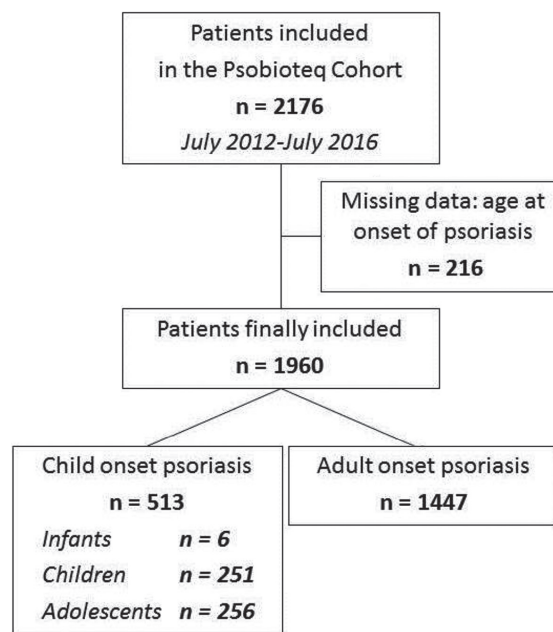 Patients included
in the Psobioteq Cohort
n = 2176
July 2012-July 2016
Missing data: age at
onset of psoriasis
n = 216
Patients finally included
n = 1960
Child onset psoriasis
n = 513
Infants n = 6
Children n = 251
Adolescents n = 256
Adult onset psoriasis
n = 1447